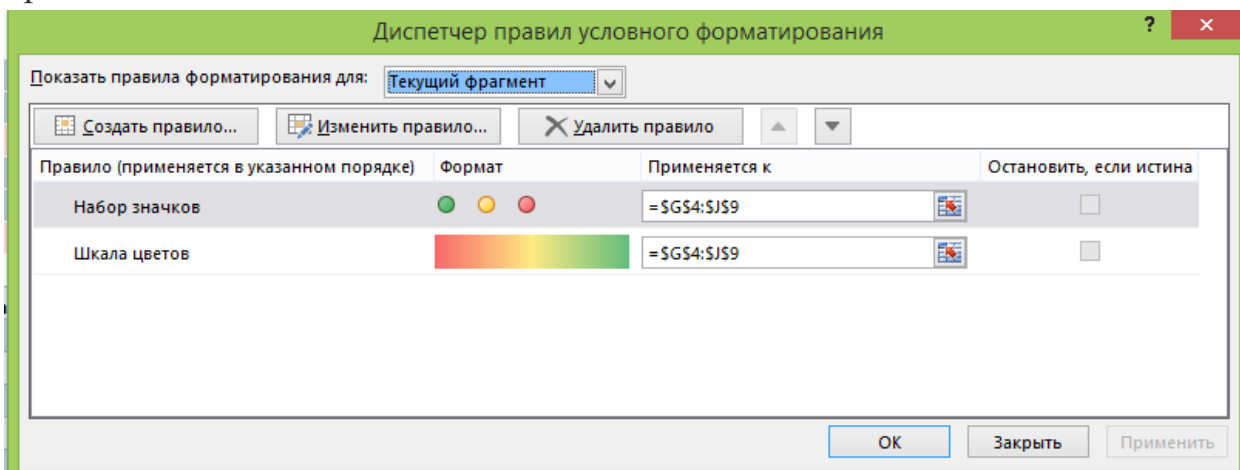 Диспетчер правил условного форматирования ? ×
Показать правила форматирования для: Текущий фрагмент
Создать правило... Изменить правило... Удалить правило
Правило (применяется в указанном порядке) Формат Применяется к Остановить, если истина
Набор значков =$G$4:$J$9
Шкала цветов =$G$4:$J$9
ОК Закрыть Применить